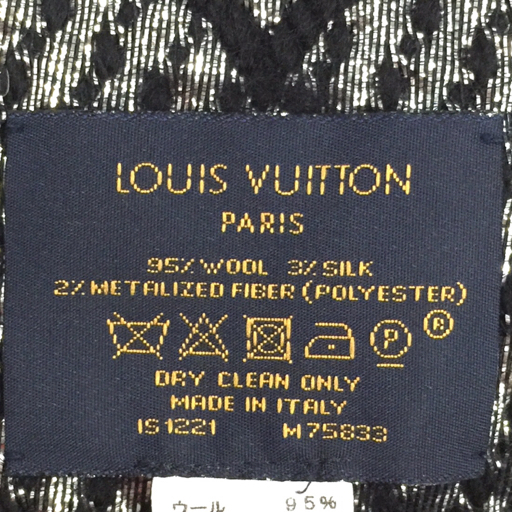 LOUIS VUITTON
PARIS
95% WOOL 3% SILK
2% METALIZED FIBER (POLYESTER)
P ®
DRY CLEAN ONLY
MADE IN ITALY
IS1221 M75833
ウール 95%